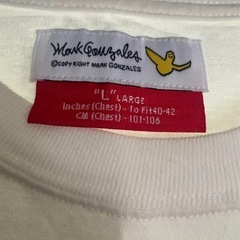 Mark Gonzales
©COPYRIGHT MARK GONZALES
"L" LARGE
Inches (Chest) - To Fit 40-42
CM (Chest) - 101-106